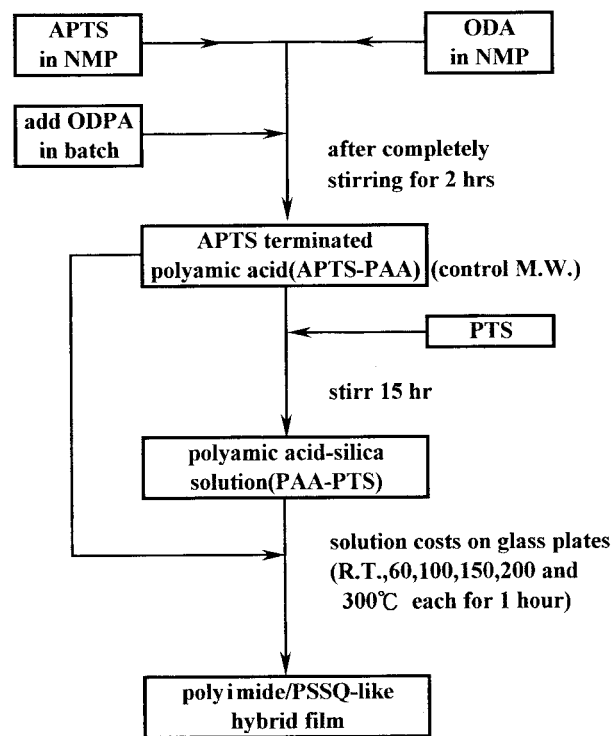 APTS
in NMP
ODA
in NMP
add ODPA
in batch
after completely
stirring for 2 hrs
APTS terminated
polyamic acid(APTS-PAA) (control M.W.)
PTS
stirr 15 hr
polyamic acid-silica
solution(PAA-PTS)
solution costs on glass plates
(R.T.,60,100,150,200 and
300℃ each for 1 hour)
polyimide/PSSQ-like
hybrid film